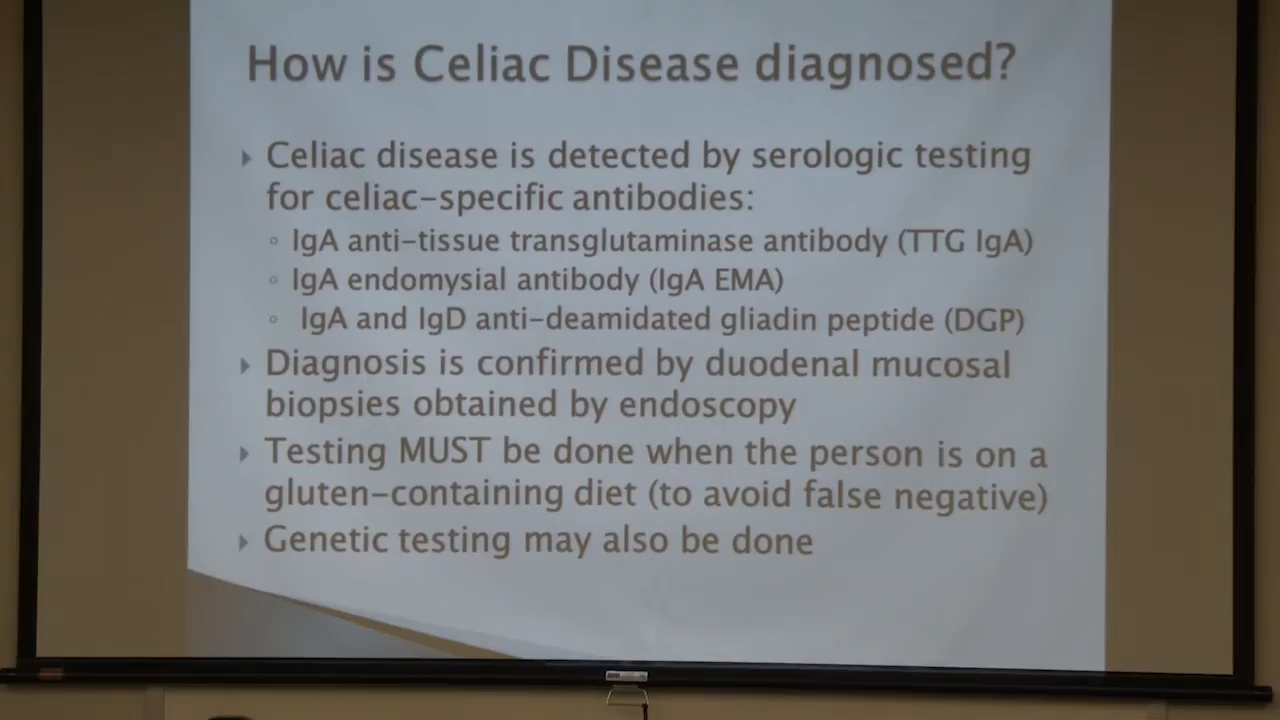 How is Celiac Disease diagnosed?
Celiac disease is detected by serologic testing
for celiac-specific antibodies:
IgA anti-tissue transglutaminase antibody (TTG IgA)
IgA endomysial antibody (IgA EMA)
IgA and IgD anti-deamidated gliadin peptide (DGP)
Diagnosis is confirmed by duodenal mucosal
biopsies obtained by endoscopy
Testing MUST be done when the person is on a
gluten-containing diet (to avoid false negative)
Genetic testing may also be done